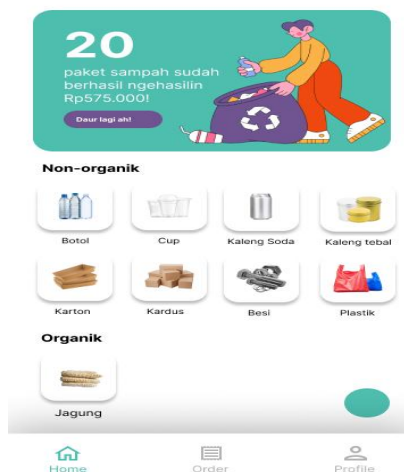 20
paket sampah sudah
berhasil ngehasilin
Rp575.000!
Daur lagi ah!
Non-organik
Botol
Cup
Kaleng Soda
Kaleng tebal
Karton
Kardus
Besi
Plastik
Organik
Jagung
Home
Order
Profile